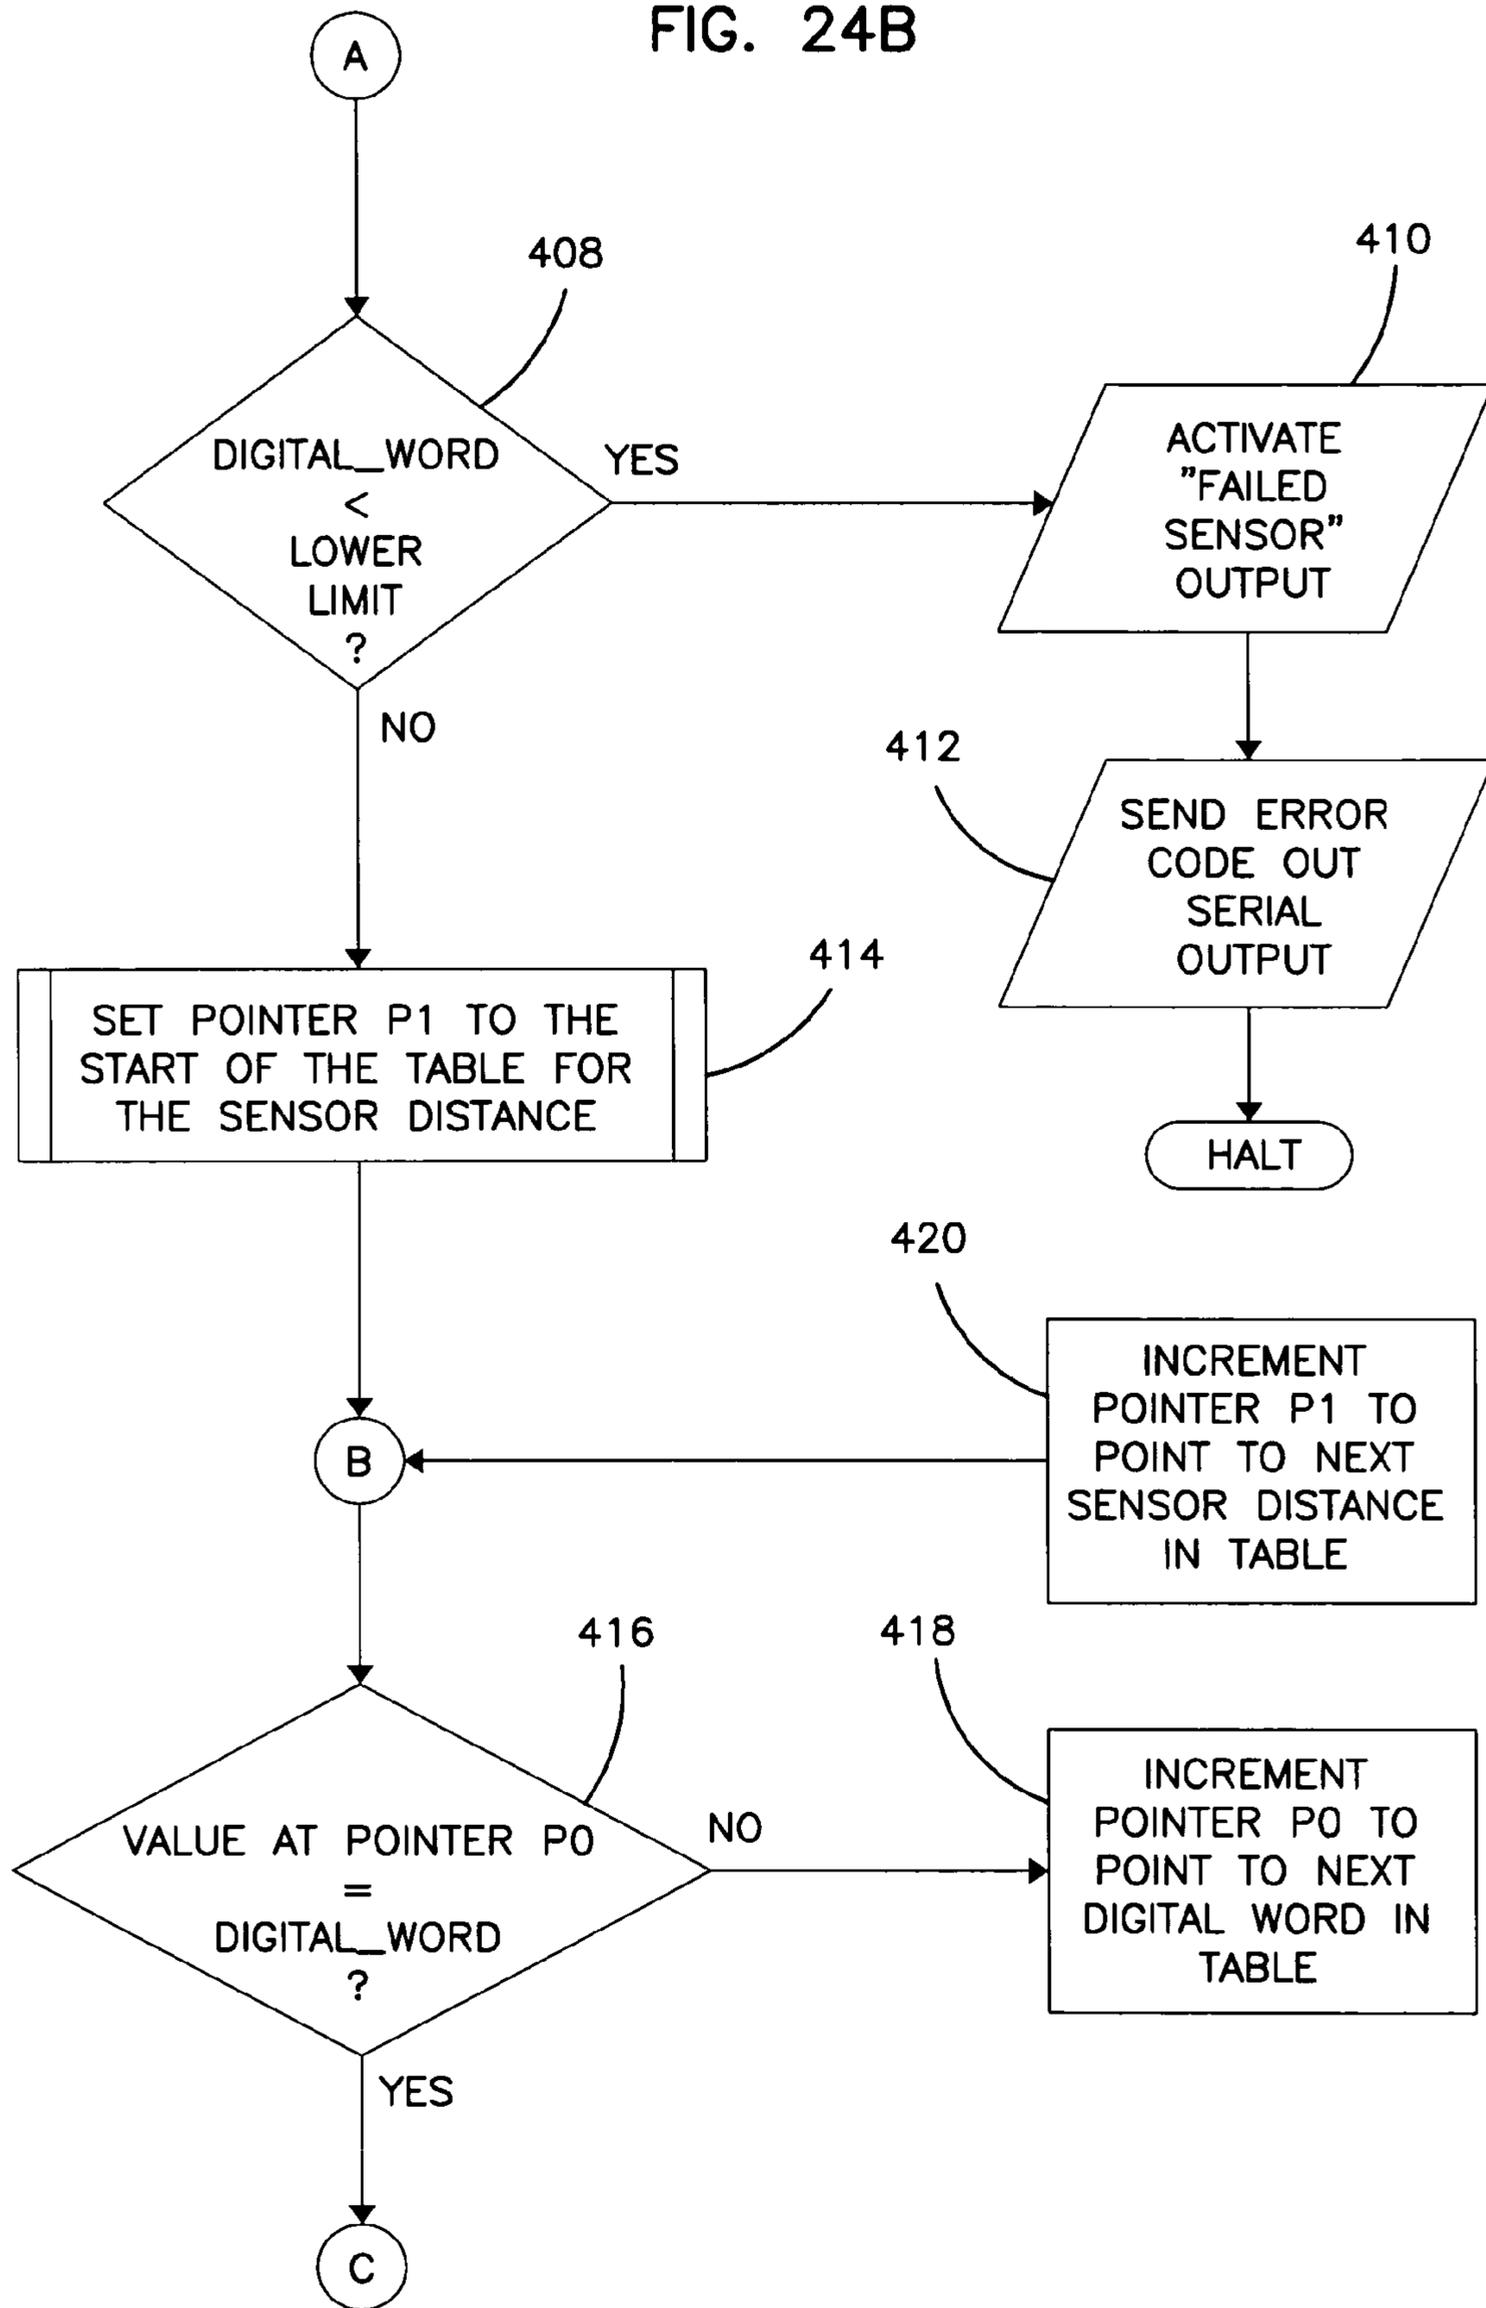 FIG. 24B
A
408
410
DIGITAL_WORD
<
LOWER
LIMIT
?
YES
NO
ACTIVATE
"FAILED
SENSOR"
OUTPUT
412
SEND ERROR
CODE OUT
SERIAL
OUTPUT
HALT
414
SET POINTER P1 TO THE
START OF THE TABLE FOR
THE SENSOR DISTANCE
420
INCREMENT
POINTER P1 TO
POINT TO NEXT
SENSOR DISTANCE
IN TABLE
B
416
418
VALUE AT POINTER P0
=
DIGITAL_WORD
?
NO
INCREMENT
POINTER P0 TO
POINT TO NEXT
DIGITAL WORD IN
TABLE
YES
C